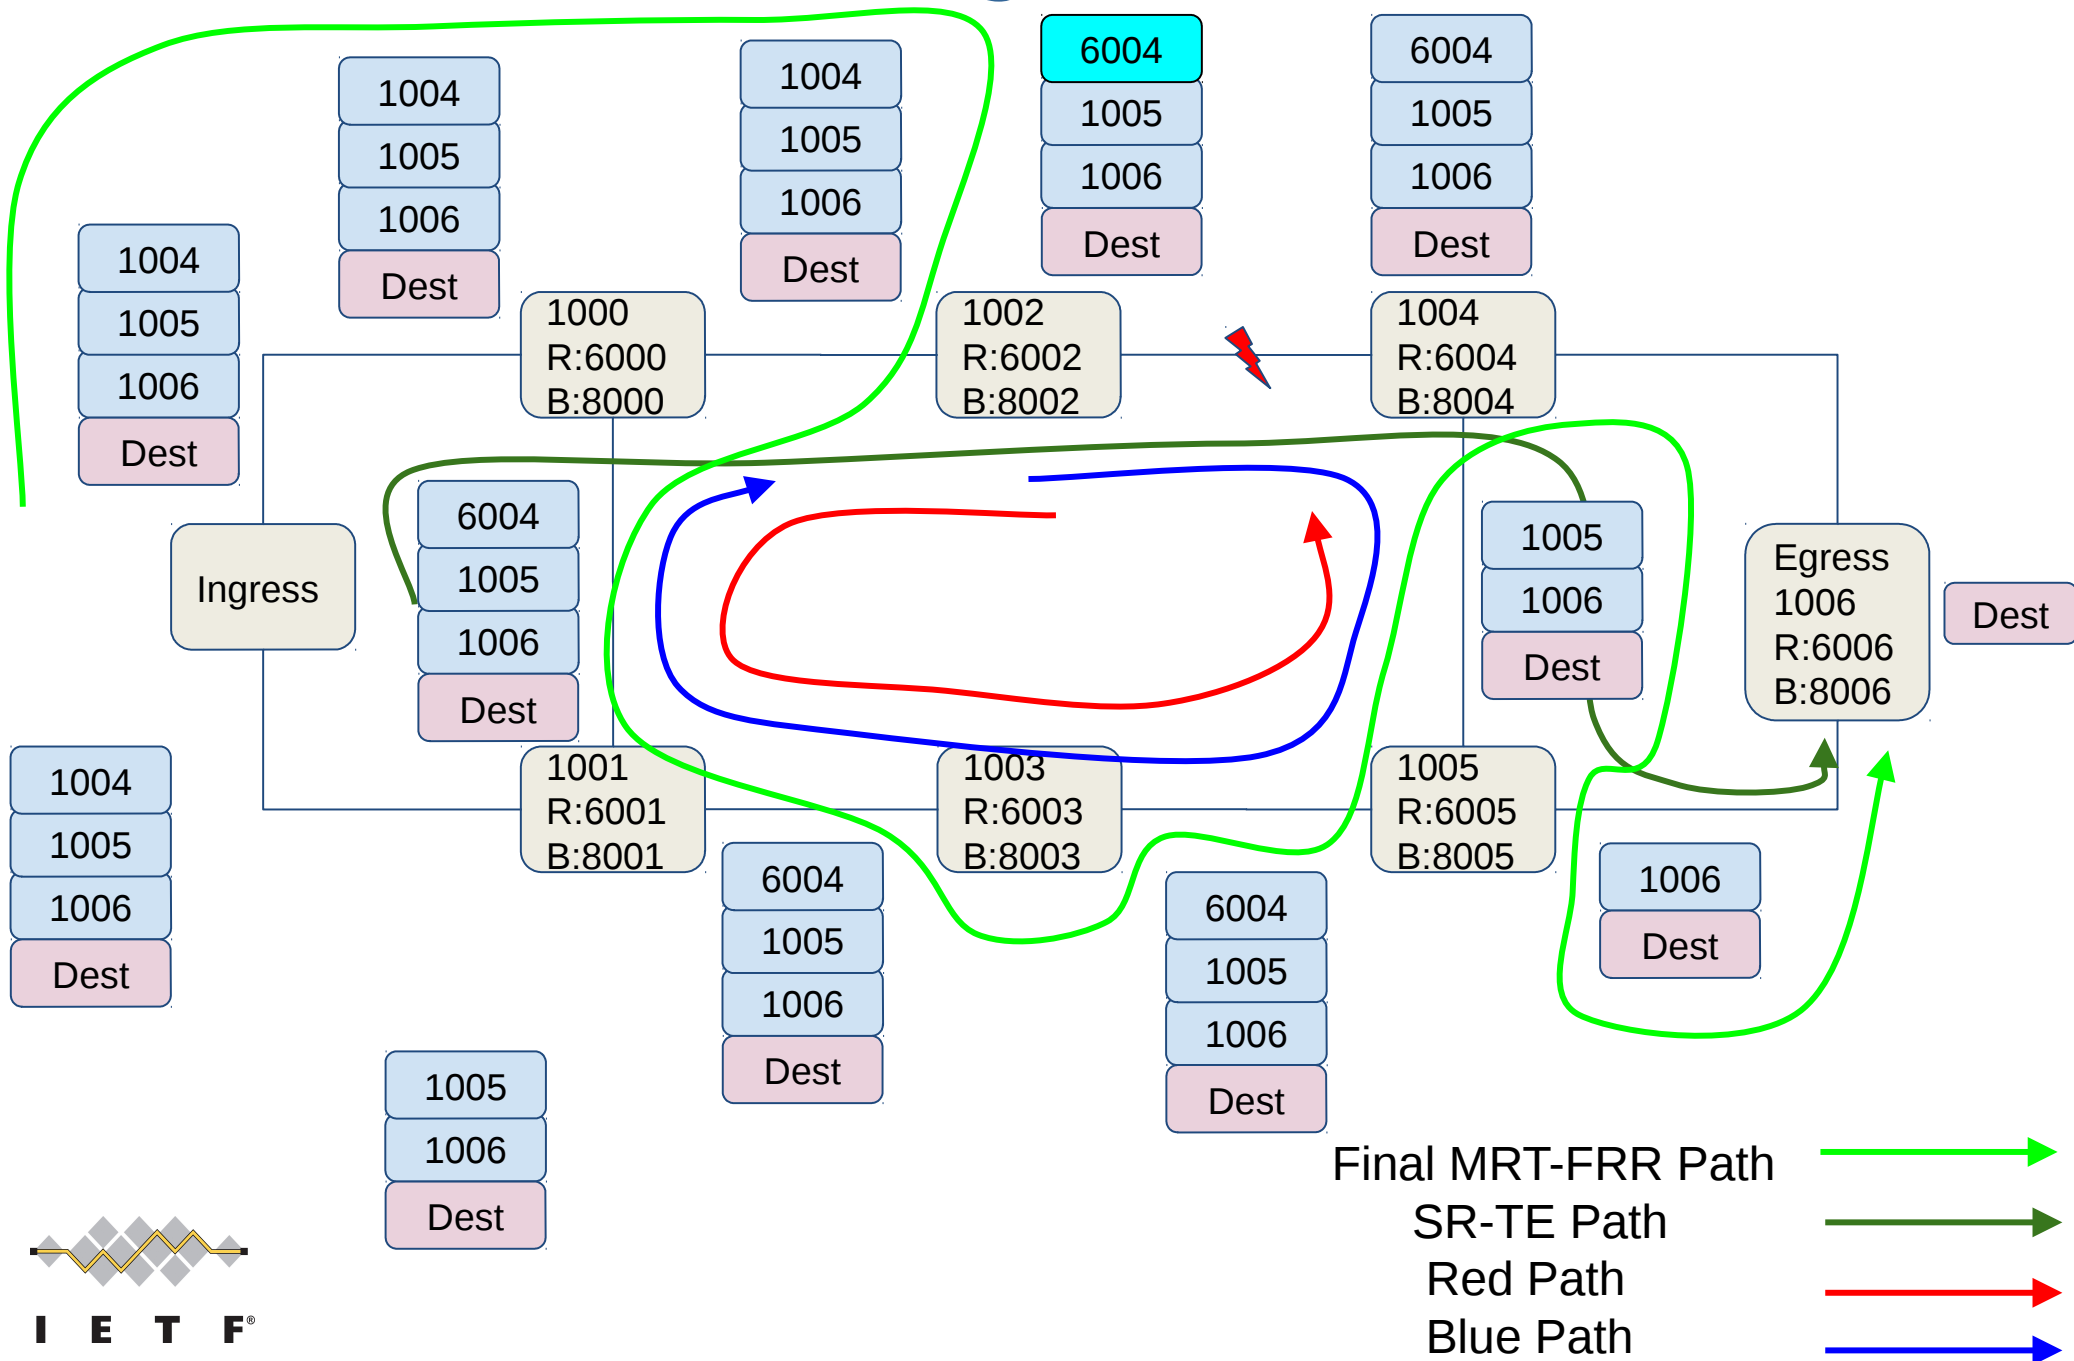 6004
1005
1006
Dest
6004
1005
1006
Dest
1004
1005
1006
Dest
1004
1005
1006
Dest
1004
1005
1006
Dest
1000
R:6000
B:8000
1002
R:6002
B:8002
1004
R:6004
B:8004
Ingress
6004
1005
1006
Dest
1005
1006
Dest
Egress
1006
R:6006
B:8006
Dest
1004
1005
1006
Dest
1001
R:6001
B:8001
1003
R:6003
B:8003
1005
R:6005
B:8005
6004
1005
1006
Dest
6004
1005
1006
Dest
1006
Dest
1005
1006
Dest
Final MRT-FRR Path
SR-TE Path
Red Path
Blue Path
I E T F®